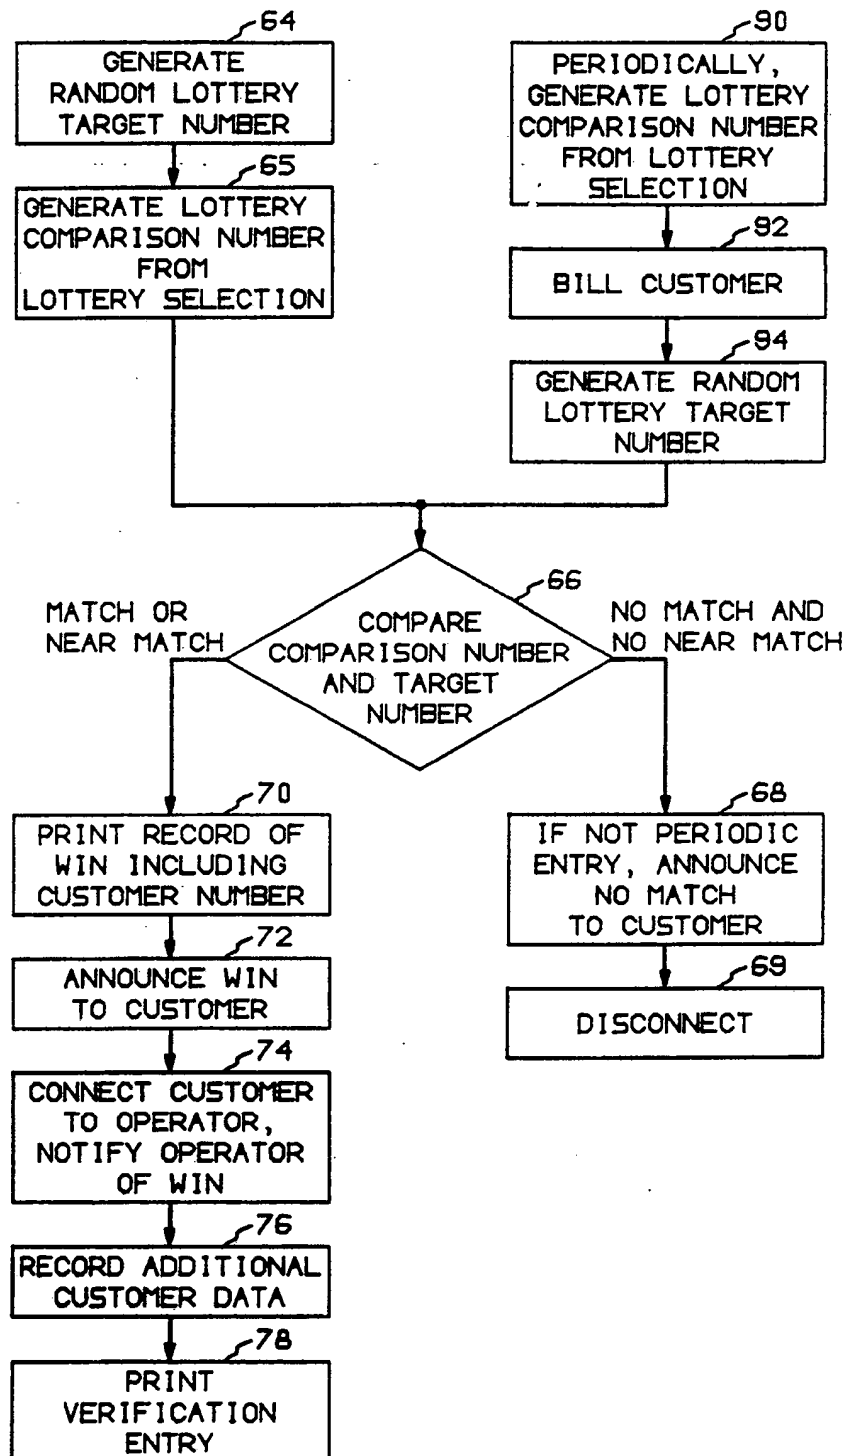 64
GENERATE
RANDOM LOTTERY
TARGET NUMBER
65
GENERATE LOTTERY
COMPARISON NUMBER
FROM
LOTTERY SELECTION
90
PERIODICALLY,
GENERATE LOTTERY
COMPARISON NUMBER
FROM LOTTERY
SELECTION
92
BILL CUSTOMER
94
GENERATE RANDOM
LOTTERY TARGET
NUMBER
66
COMPARE
COMPARISON NUMBER
AND TARGET
NUMBER
MATCH OR
NEAR MATCH
NO MATCH AND
NO NEAR MATCH
70
PRINT RECORD OF
WIN INCLUDING
CUSTOMER NUMBER
72
ANNOUNCE WIN
TO CUSTOMER
74
CONNECT CUSTOMER
TO OPERATOR,
NOTIFY OPERATOR
OF WIN
76
RECORD ADDITIONAL
CUSTOMER DATA
78
PRINT
VERIFICATION
ENTRY
68
IF NOT PERIODIC
ENTRY, ANNOUNCE
NO MATCH
TO CUSTOMER
69
DISCONNECT